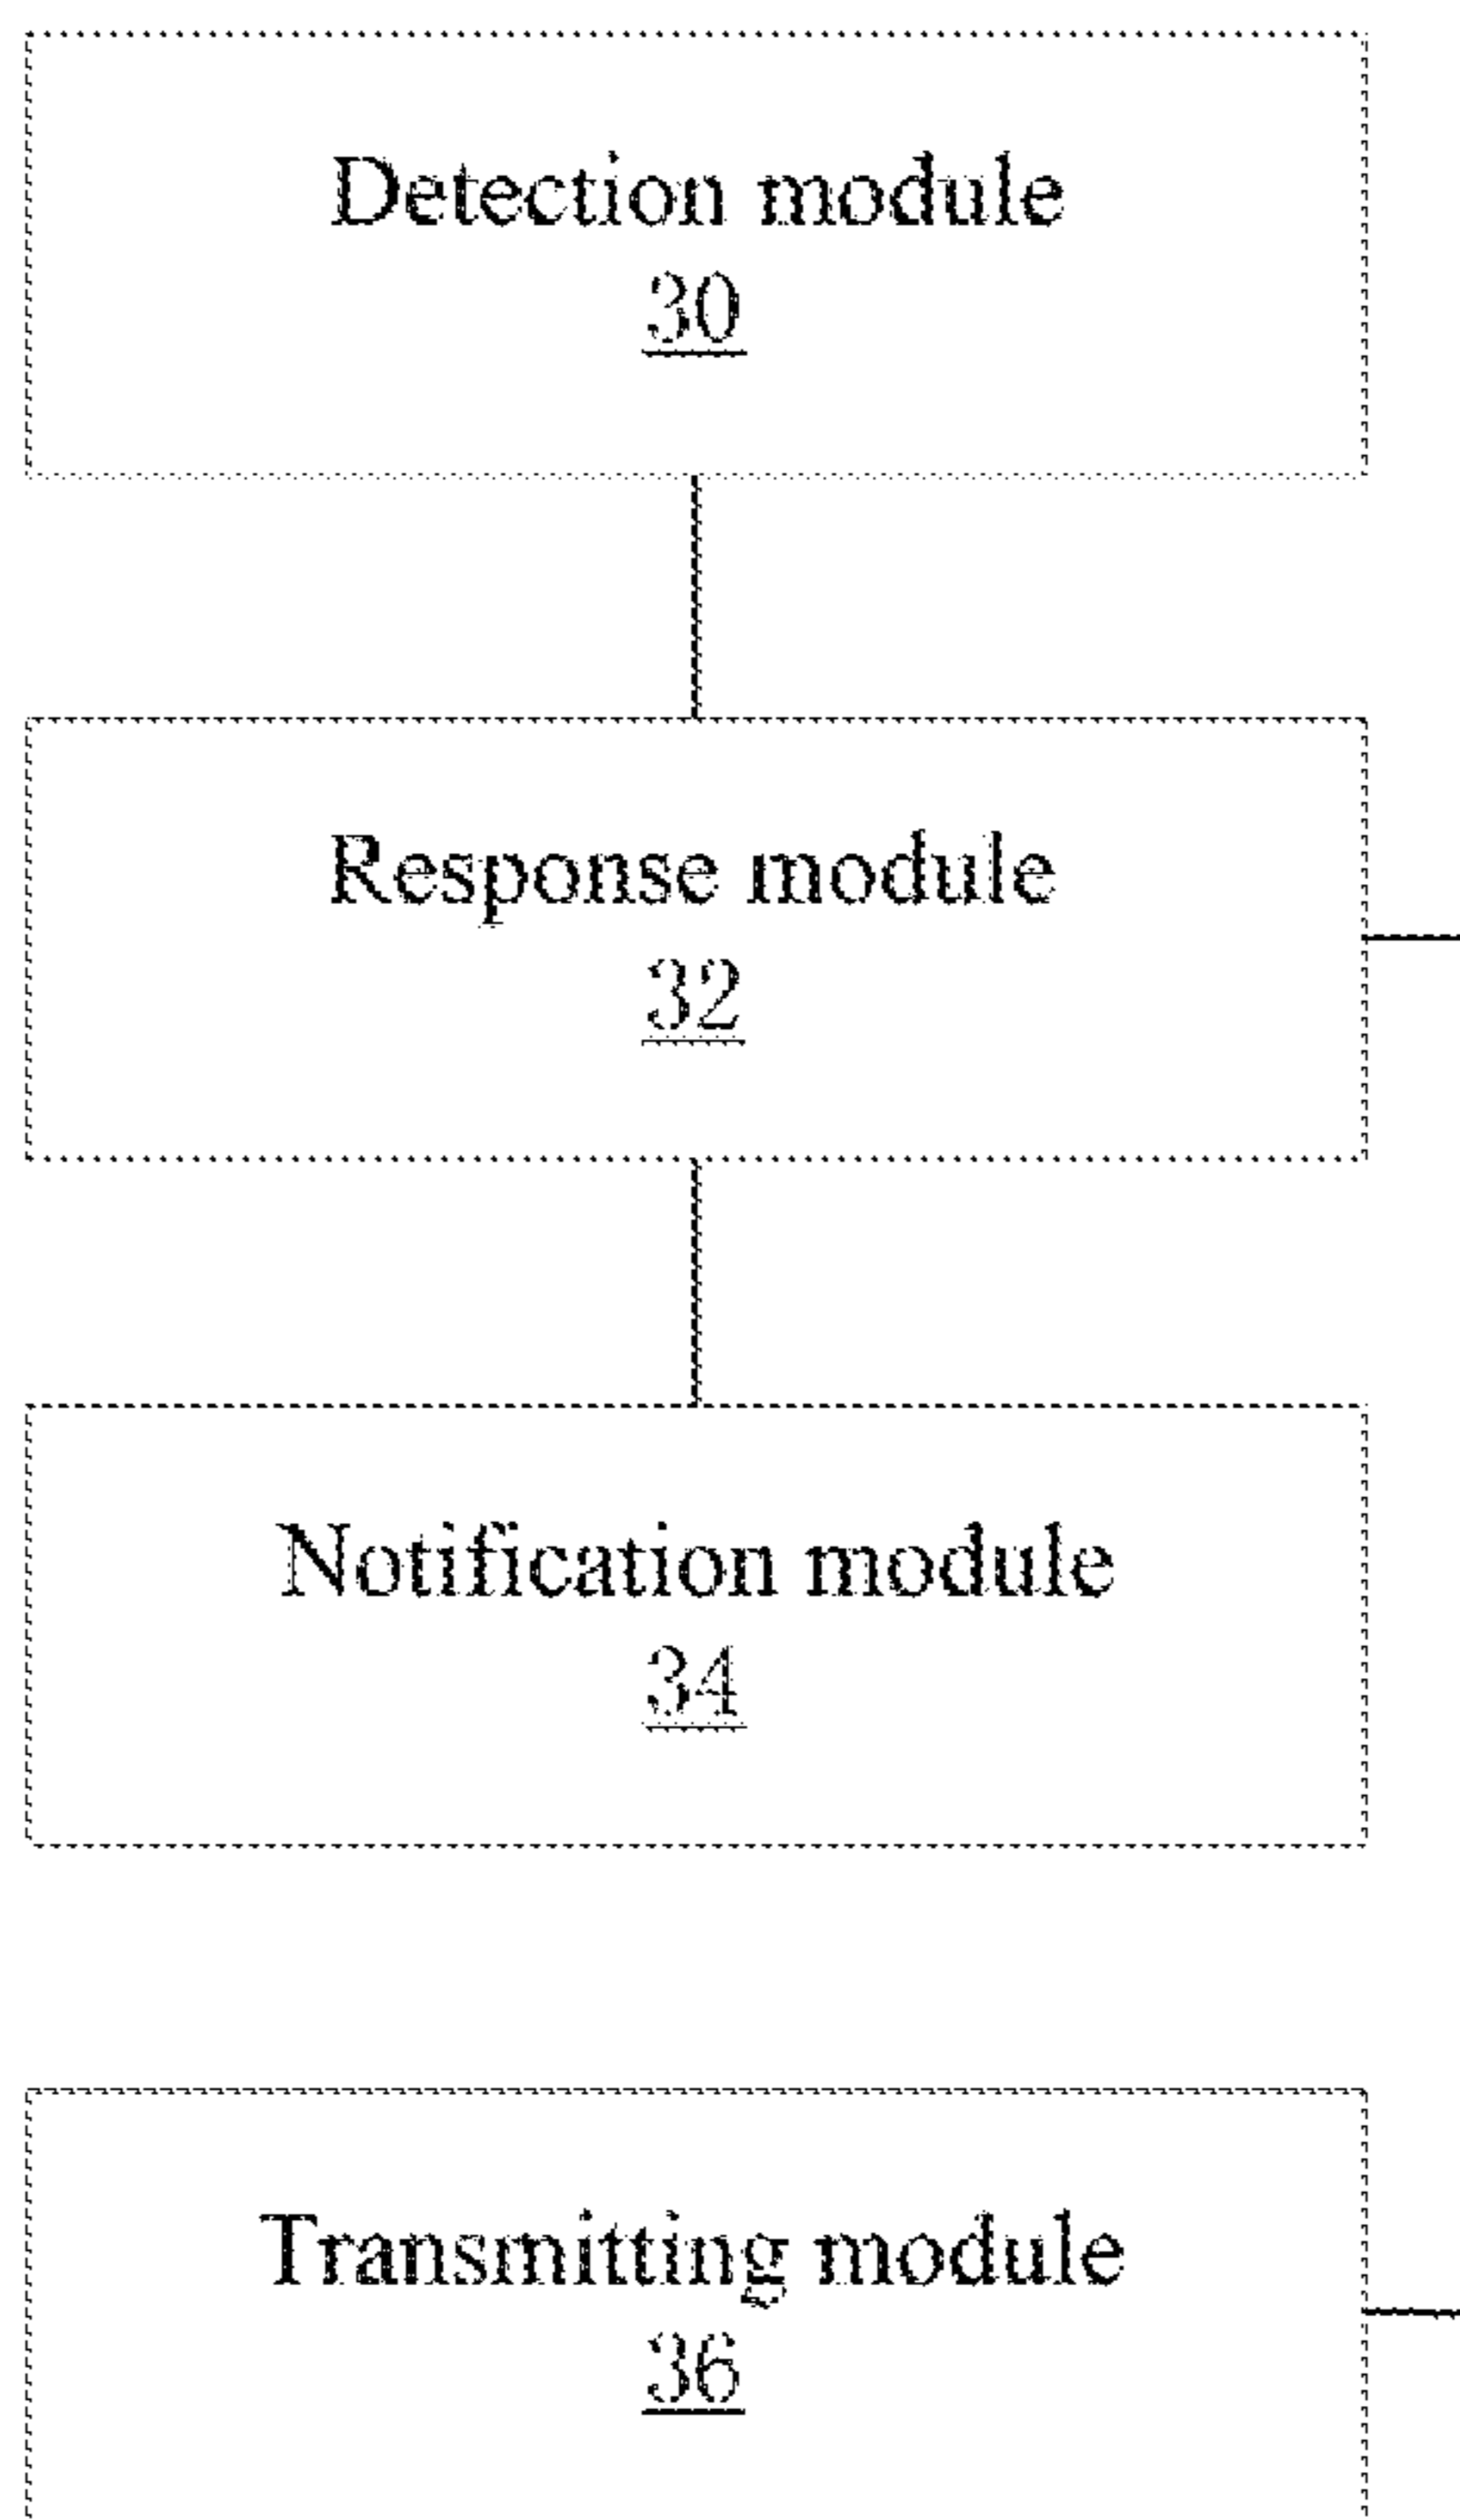 Detection module
30
Response module
32
Notification module
34
Transmitting module
36